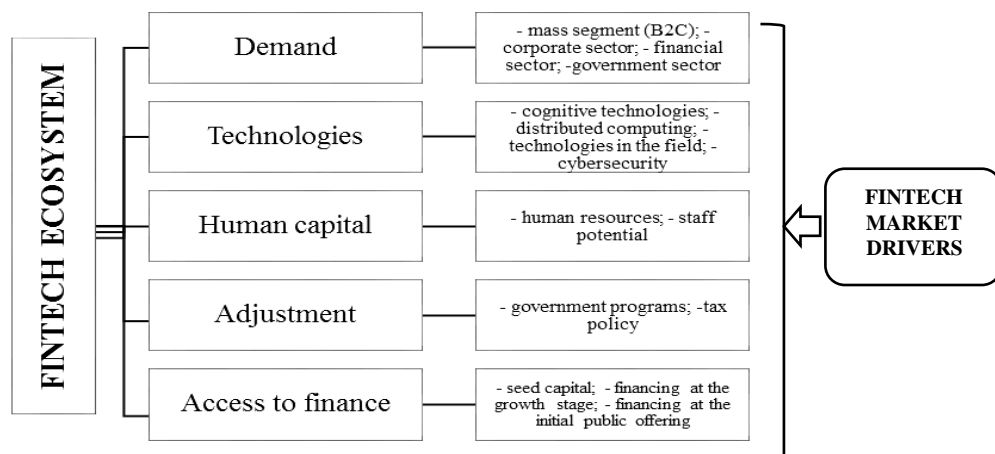 FINTECH ECOSYSTEM
Demand
- mass segment (B2C); -
corporate sector; - financial
sector; -government sector
Technologies
- cognitive technologies; -
distributed computing; -
technologies in the field; -
cybersecurity
Human capital
- human resources; - staff
potential
Adjustment
- government programs; -tax
policy
Access to finance
- seed capital; - financing at the
growth stage; - financing at the
initial public offering
FINTECH
MARKET
DRIVERS